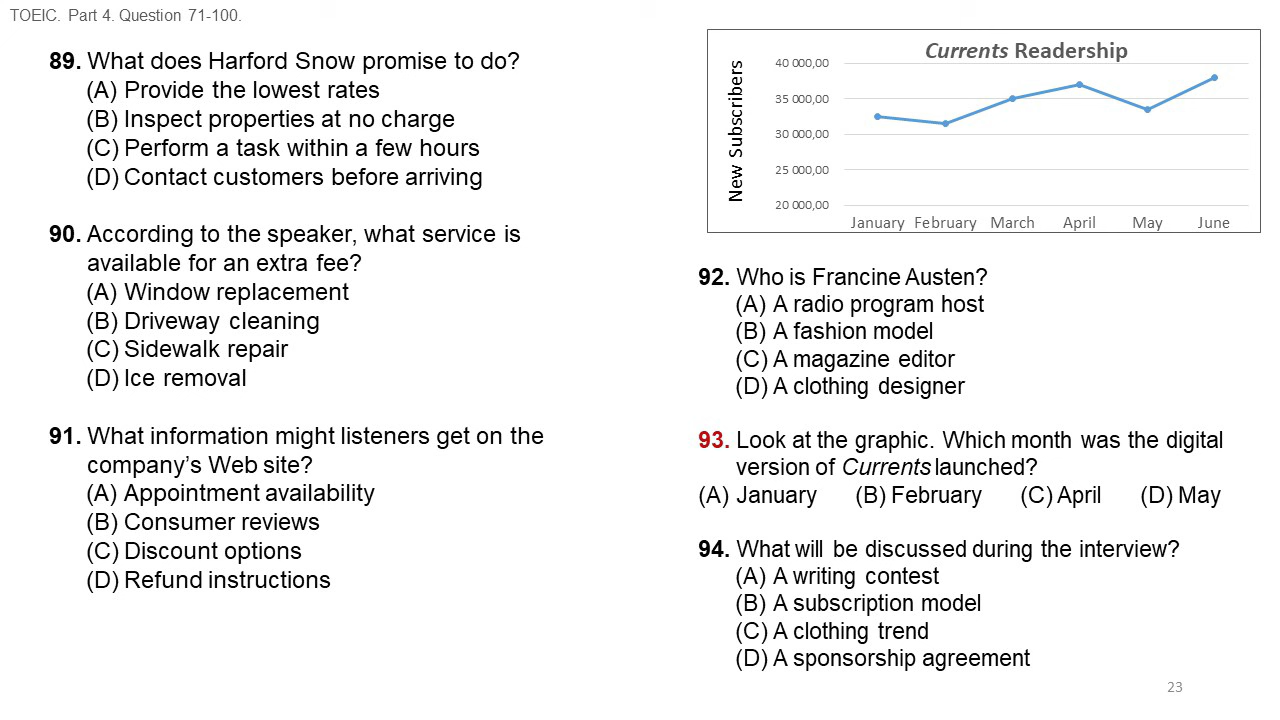 TOEIC. Part 4. Question 71-100.
89. What does Harford Snow promise to do?
(A) Provide the lowest rates
(B) Inspect properties at no charge
(C) Perform a task within a few hours
(D) Contact customers before arriving
90. According to the speaker, what service is
available for an extra fee?
(A) Window replacement
(B) Driveway cleaning
(C) Sidewalk repair
(D) Ice removal
91. What information might listeners get on the
company’s Web site?
(A) Appointment availability
(B) Consumer reviews
(C) Discount options
(D) Refund instructions
Currents Readership
New Subscribers
40 000,00
35 000,00
30 000,00
25 000,00
20 000,00
January February March April May June
92. Who is Francine Austen?
(A) A radio program host
(B) A fashion model
(C) A magazine editor
(D) A clothing designer
93. Look at the graphic. Which month was the digital
version of Currents launched?
(A) January (B) February (C) April (D) May
94. What will be discussed during the interview?
(A) A writing contest
(B) A subscription model
(C) A clothing trend
(D) A sponsorship agreement
23